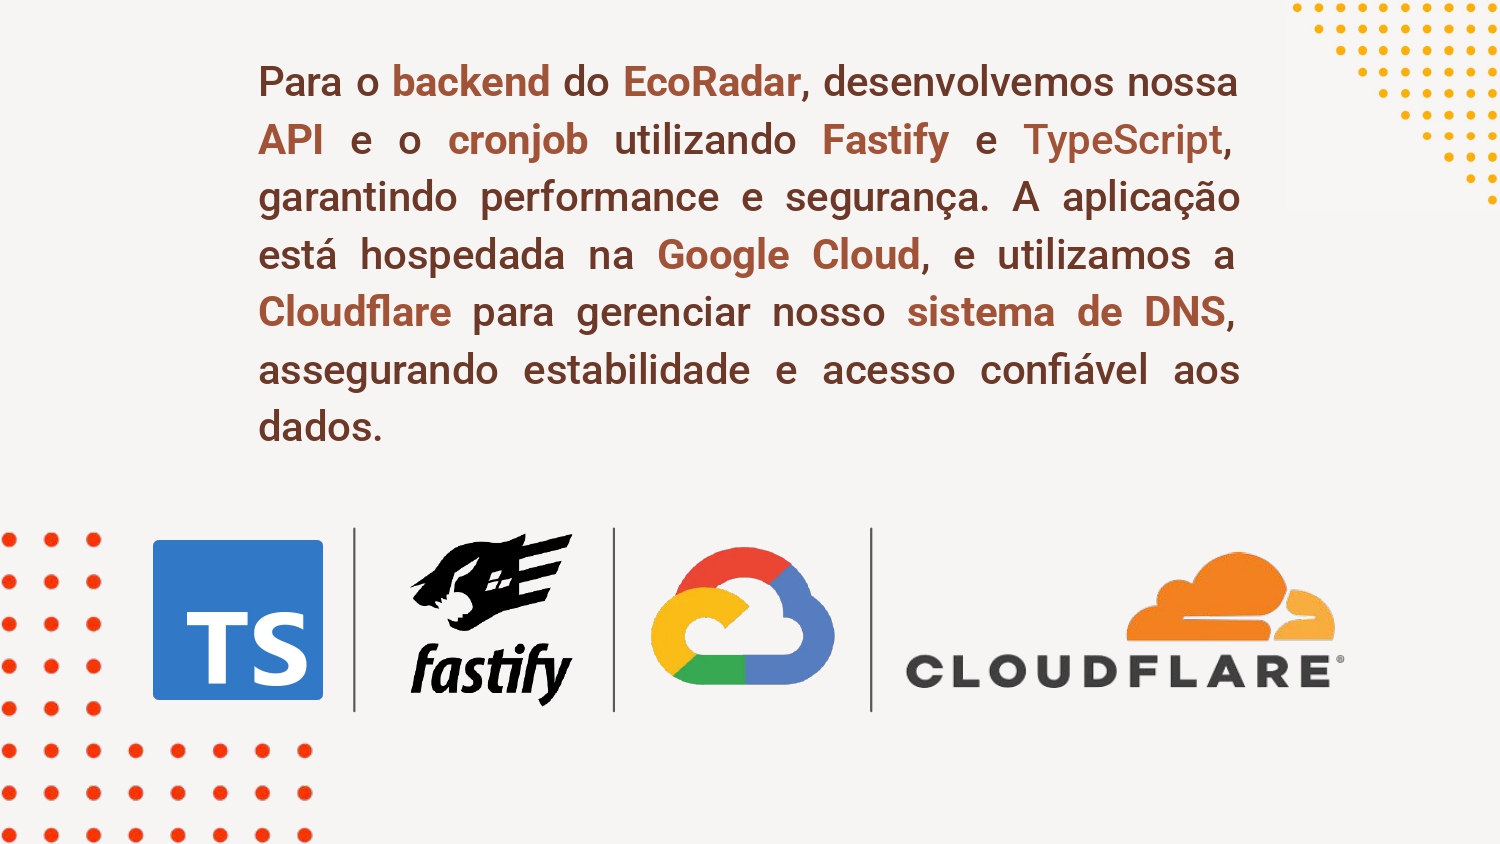 Para o backend do EcoRadar, desenvolvemos nossa
API e o cronjob utilizando Fastify e TypeScript,
garantindo performance e segurança. A aplicação
está hospedada na Google Cloud, e utilizamos a
Cloudflare para gerenciar nosso sistema de DNS,
assegurando estabilidade e acesso confiável aos
dados.
TS
fastify
CLOUDFLARE®